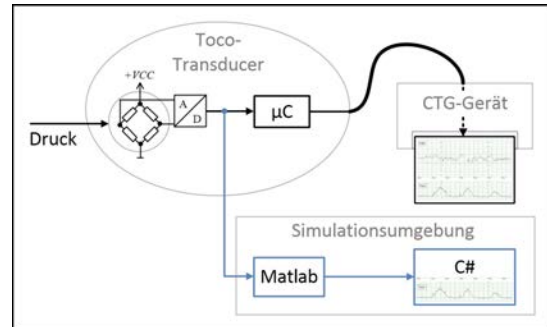 Toco-
Transducer
+VCC
A
D
µC
Druck
CTG-Gerät
Simulationsumgebung
Matlab
C#